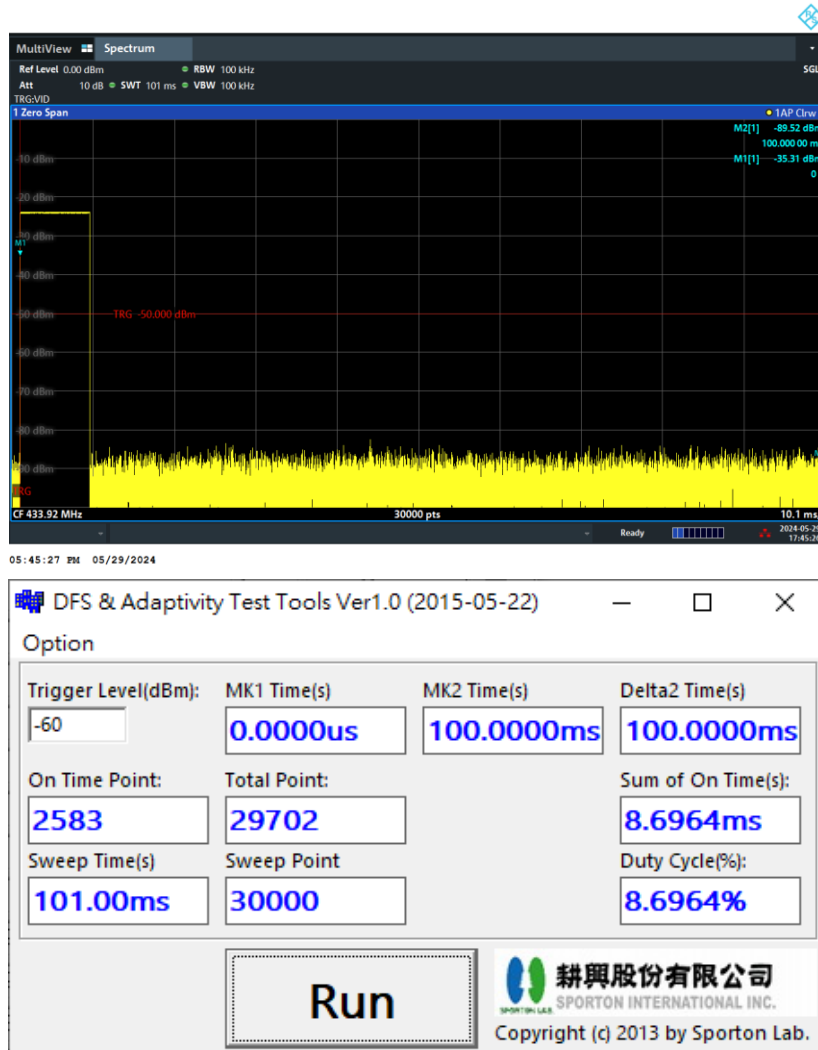 MultiView Spectrum
Ref Level 0.00 dBm RBW 100 kHz SGL
Att 10 dB SWT 101 ms VBW 100 kHz
TRG:VID
1 Zero Span 1AP Clrw
M2[1] -89.52 dBm
100.000 00 m
M1[1] -35.31 dBm
0
-10 dBm
-20 dBm
-30 dBm
M1
-40 dBm
-50 dBm TRG -50.000 dBm
-60 dBm
-70 dBm
-80 dBm
-90 dBm
TRG
CF 433.92 MHz 30000 pts 10.1 ms
Ready 2024-05-29
17:45:26
05:45:27 PM 05/29/2024
DFS & Adaptivity Test Tools Ver1.0 (2015-05-22)
Option
Trigger Level(dBm): MK1 Time(s) MK2 Time(s) Delta2 Time(s)
-60 0.0000us 100.0000ms 100.0000ms
On Time Point: Total Point: Sum of On Time(s):
2583 29702 8.6964ms
Sweep Time(s) Sweep Point Duty Cycle(%):
101.00ms 30000 8.6964%
Run
耕興股份有限公司
SPORTON LAB. SPORTON INTERNATIONAL INC.
Copyright (c) 2013 by Sporton Lab.